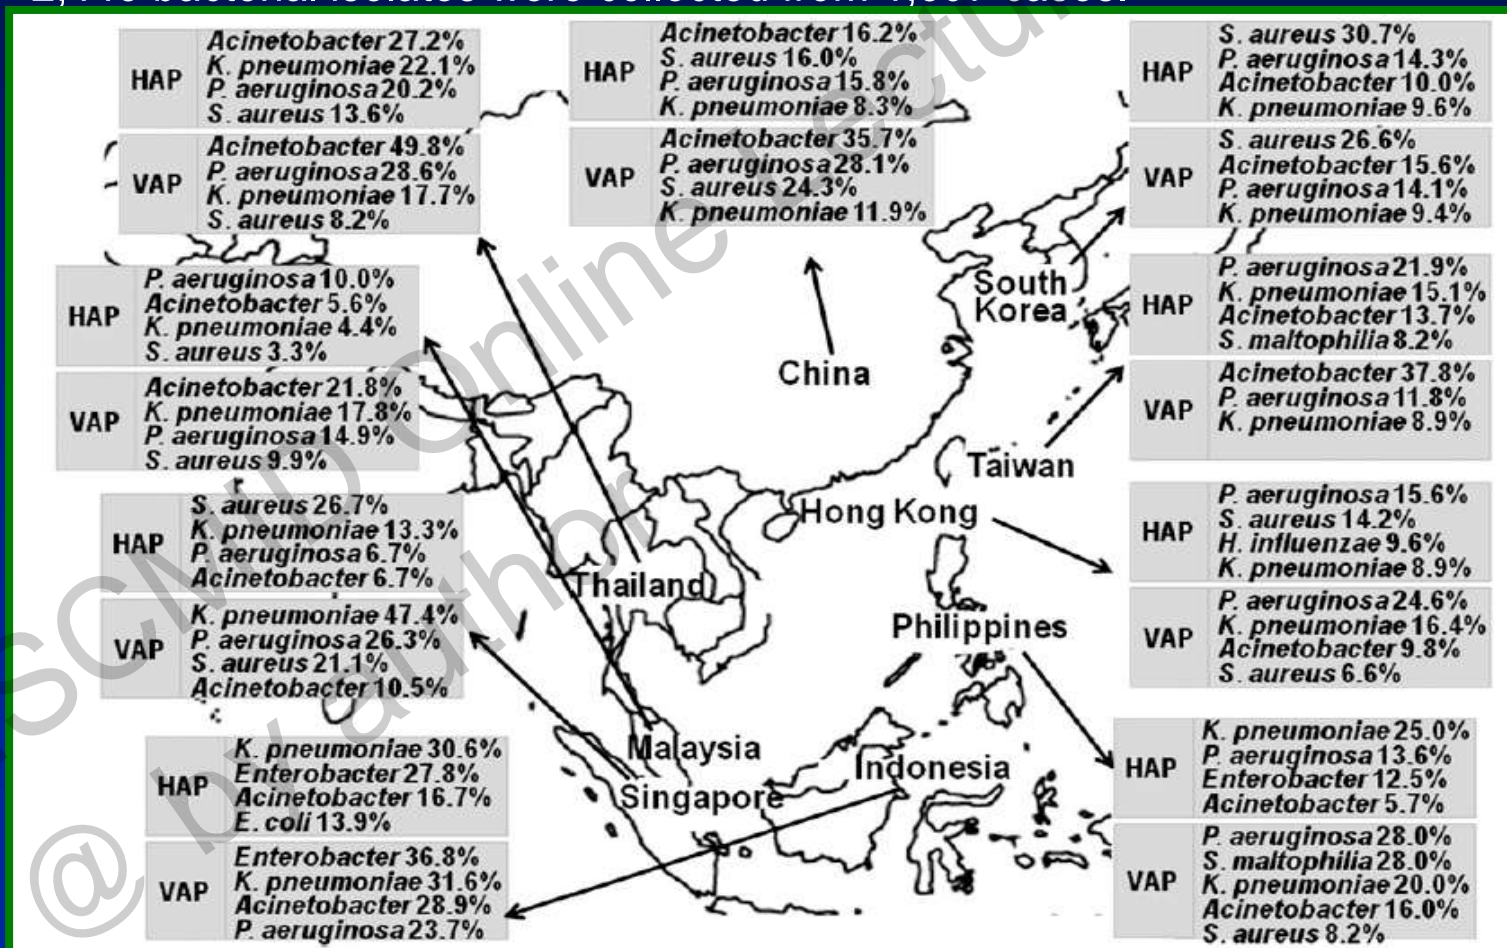 HAP
Acinetobacter 27.2%
K. pneumoniae 22.1%
P. aeruginosa 20.2%
S. aureus 13.6%
VAP
Acinetobacter 49.8%
P. aeruginosa 28.6%
K. pneumoniae 17.7%
S. aureus 8.2%
HAP
Acinetobacter 16.2%
S. aureus 16.0%
P. aeruginosa 15.8%
K. pneumoniae 8.3%
VAP
Acinetobacter 35.7%
P. aeruginosa 28.1%
S. aureus 24.3%
K. pneumoniae 11.9%
HAP
S. aureus 30.7%
P. aeruginosa 14.3%
Acinetobacter 10.0%
K. pneumoniae 9.6%
VAP
S. aureus 26.6%
Acinetobacter 15.6%
P. aeruginosa 14.1%
K. pneumoniae 9.4%
HAP
P. aeruginosa 10.0%
Acinetobacter 5.6%
K. pneumoniae 4.4%
S. aureus 3.3%
VAP
Acinetobacter 21.8%
K. pneumoniae 17.8%
P. aeruginosa 14.9%
S. aureus 9.9%
South
Korea
China
Taiwan
Hong Kong
Thailand
Philippines
Malaysia
Indonesia
Singapore
HAP
P. aeruginosa 21.9%
K. pneumoniae 15.1%
Acinetobacter 13.7%
S. maltophilia 8.2%
VAP
Acinetobacter 37.8%
P. aeruginosa 11.8%
K. pneumoniae 8.9%
HAP
S. aureus 26.7%
K. pneumoniae 13.3%
P. aeruginosa 6.7%
Acinetobacter 6.7%
VAP
K. pneumoniae 47.4%
P. aeruginosa 26.3%
S. aureus 21.1%
Acinetobacter 10.5%
HAP
P. aeruginosa 15.6%
S. aureus 14.2%
H. influenzae 9.6%
K. pneumoniae 8.9%
VAP
P. aeruginosa 24.6%
K. pneumoniae 16.4%
Acinetobacter 9.8%
S. aureus 6.6%
HAP
K. pneumoniae 30.6%
Enterobacter 27.8%
Acinetobacter 16.7%
E. coli 13.9%
VAP
Enterobacter 36.8%
K. pneumoniae 31.6%
Acinetobacter 28.9%
P. aeruginosa 23.7%
HAP
K. pneumoniae 25.0%
P. aeruginosa 13.6%
Enterobacter 12.5%
Acinetobacter 5.7%
VAP
P. aeruginosa 28.0%
S. maltophilia 28.0%
K. pneumoniae 20.0%
Acinetobacter 16.0%
S. aureus 8.2%
SCMID Online Lectur
@ by author